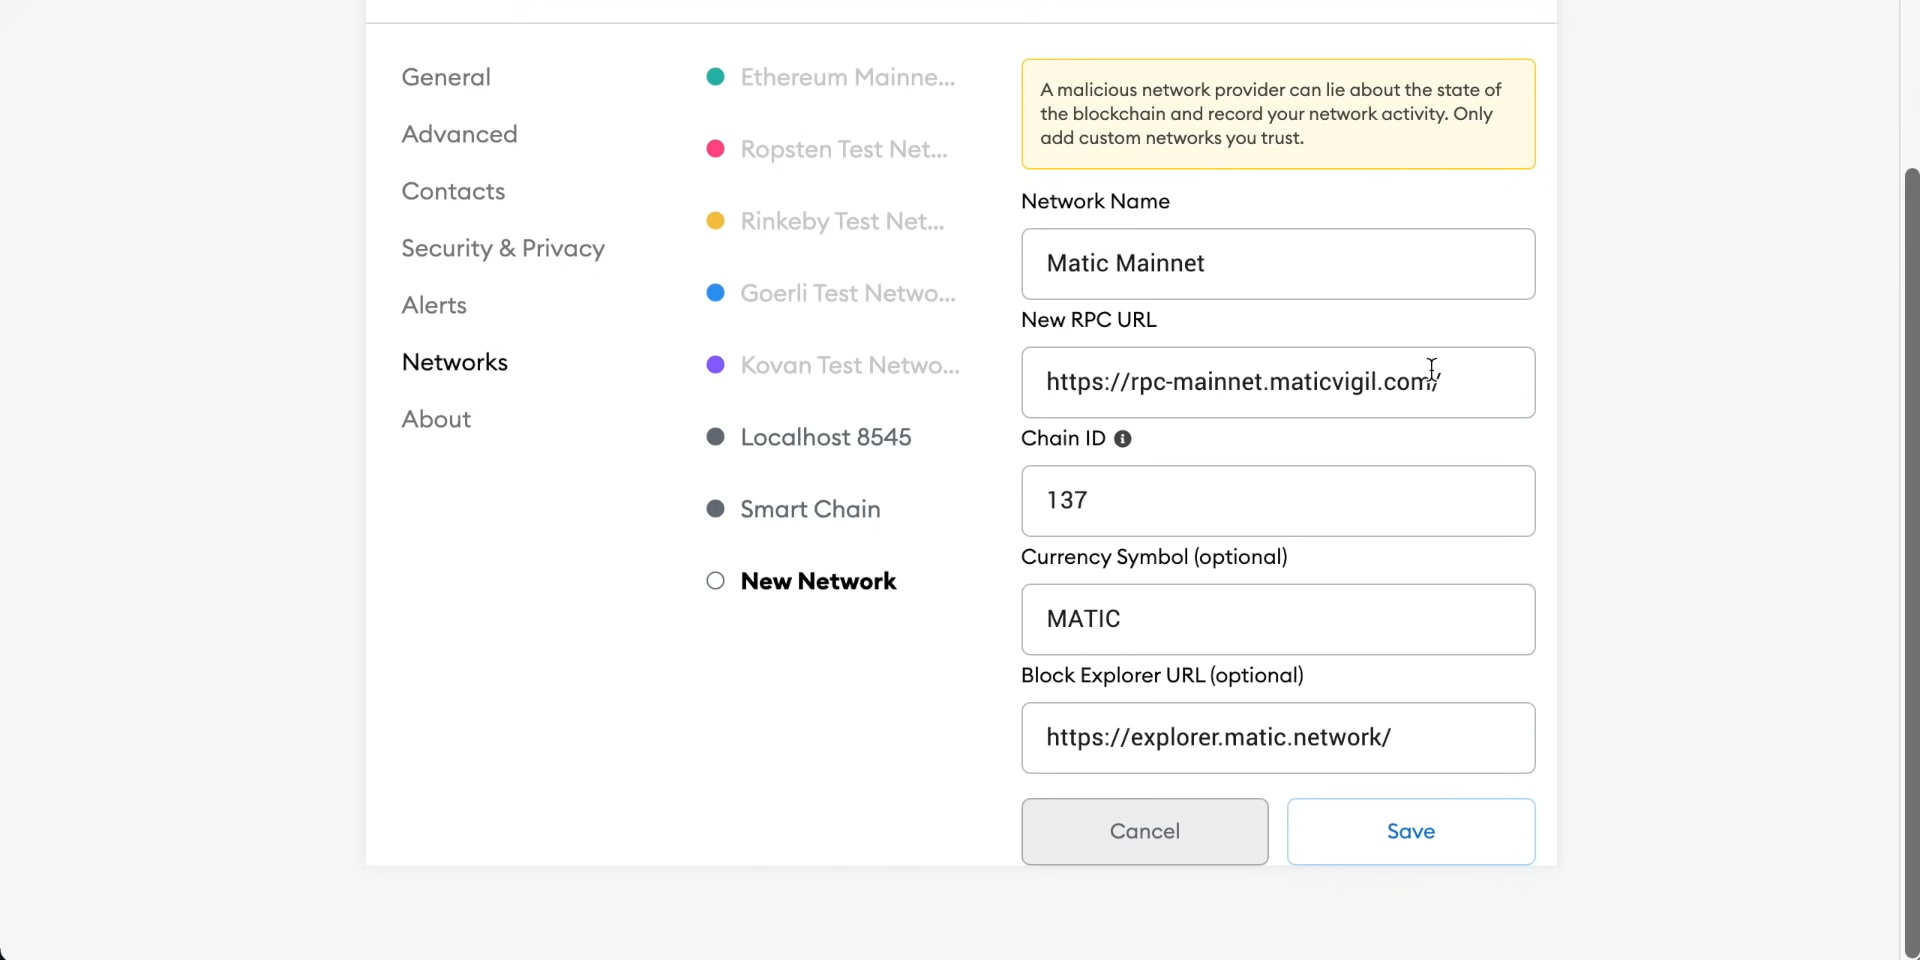 General
Advanced
Contacts
Security & Privacy
Alerts
Networks
About
Ethereum Mainne...
Ropsten Test Net...
Rinkeby Test Net...
Goerli Test Netwo...
Kovan Test Netwo...
Localhost 8545
Smart Chain
New Network
A malicious network provider can lie about the state of
the blockchain and record your network activity. Only
add custom networks you trust.
Network Name
Matic Mainnet
New RPC URL
https://rpc-mainnet.maticvigil.com/
Chain ID
137
Currency Symbol (optional)
MATIC
Block Explorer URL (optional)
https://explorer.matic.network/
Cancel
Save